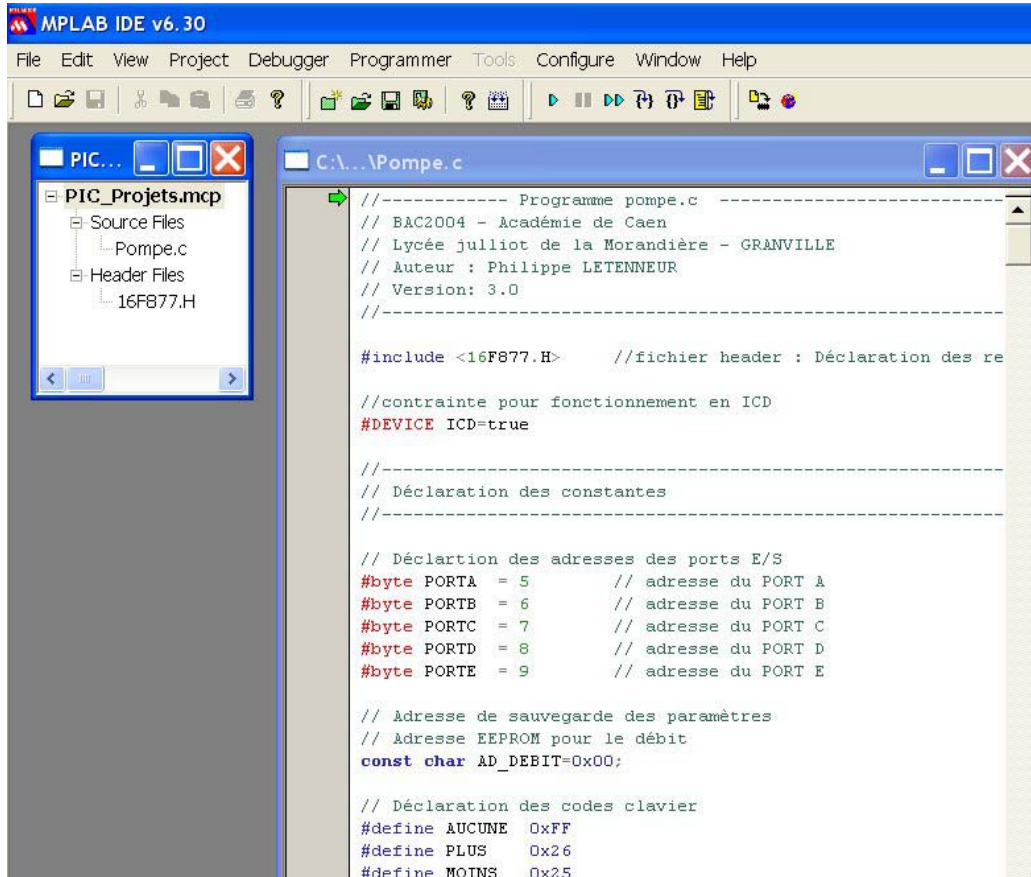 MPLAB IDE v6.30
File Edit View Project Debugger Programmer Tools Configure Window Help
PIC...
PIC_Projets.mcp
Source Files
Pompe.c
Header Files
16F877.H
C:\...\Pompe.c
//------------ Programme pompe.c ---------------------------
// BAC2004 - Académie de Caen
// Lycée julliot de la Morandière - GRANVILLE
// Auteur : Philippe LETENNEUR
// Version: 3.0
//------------------------------------------------------------
#include <16F877.H> //fichier header : Déclaration des re
//contrainte pour fonctionnement en ICD
#DEVICE ICD=true
//------------------------------------------------------------
// Déclaration des constantes
//------------------------------------------------------------
// Déclartion des adresses des ports E/S
#byte PORTA = 5 // adresse du PORT A
#byte PORTB = 6 // adresse du PORT B
#byte PORTC = 7 // adresse du PORT C
#byte PORTD = 8 // adresse du PORT D
#byte PORTE = 9 // adresse du PORT E
// Adresse de sauvegarde des paramètres
// Adresse EEPROM pour le débit
const char AD_DEBIT=0x00;
// Déclaration des codes clavier
#define AUCUNE 0xFF
#define PLUS 0x26
#define MOINS 0x25